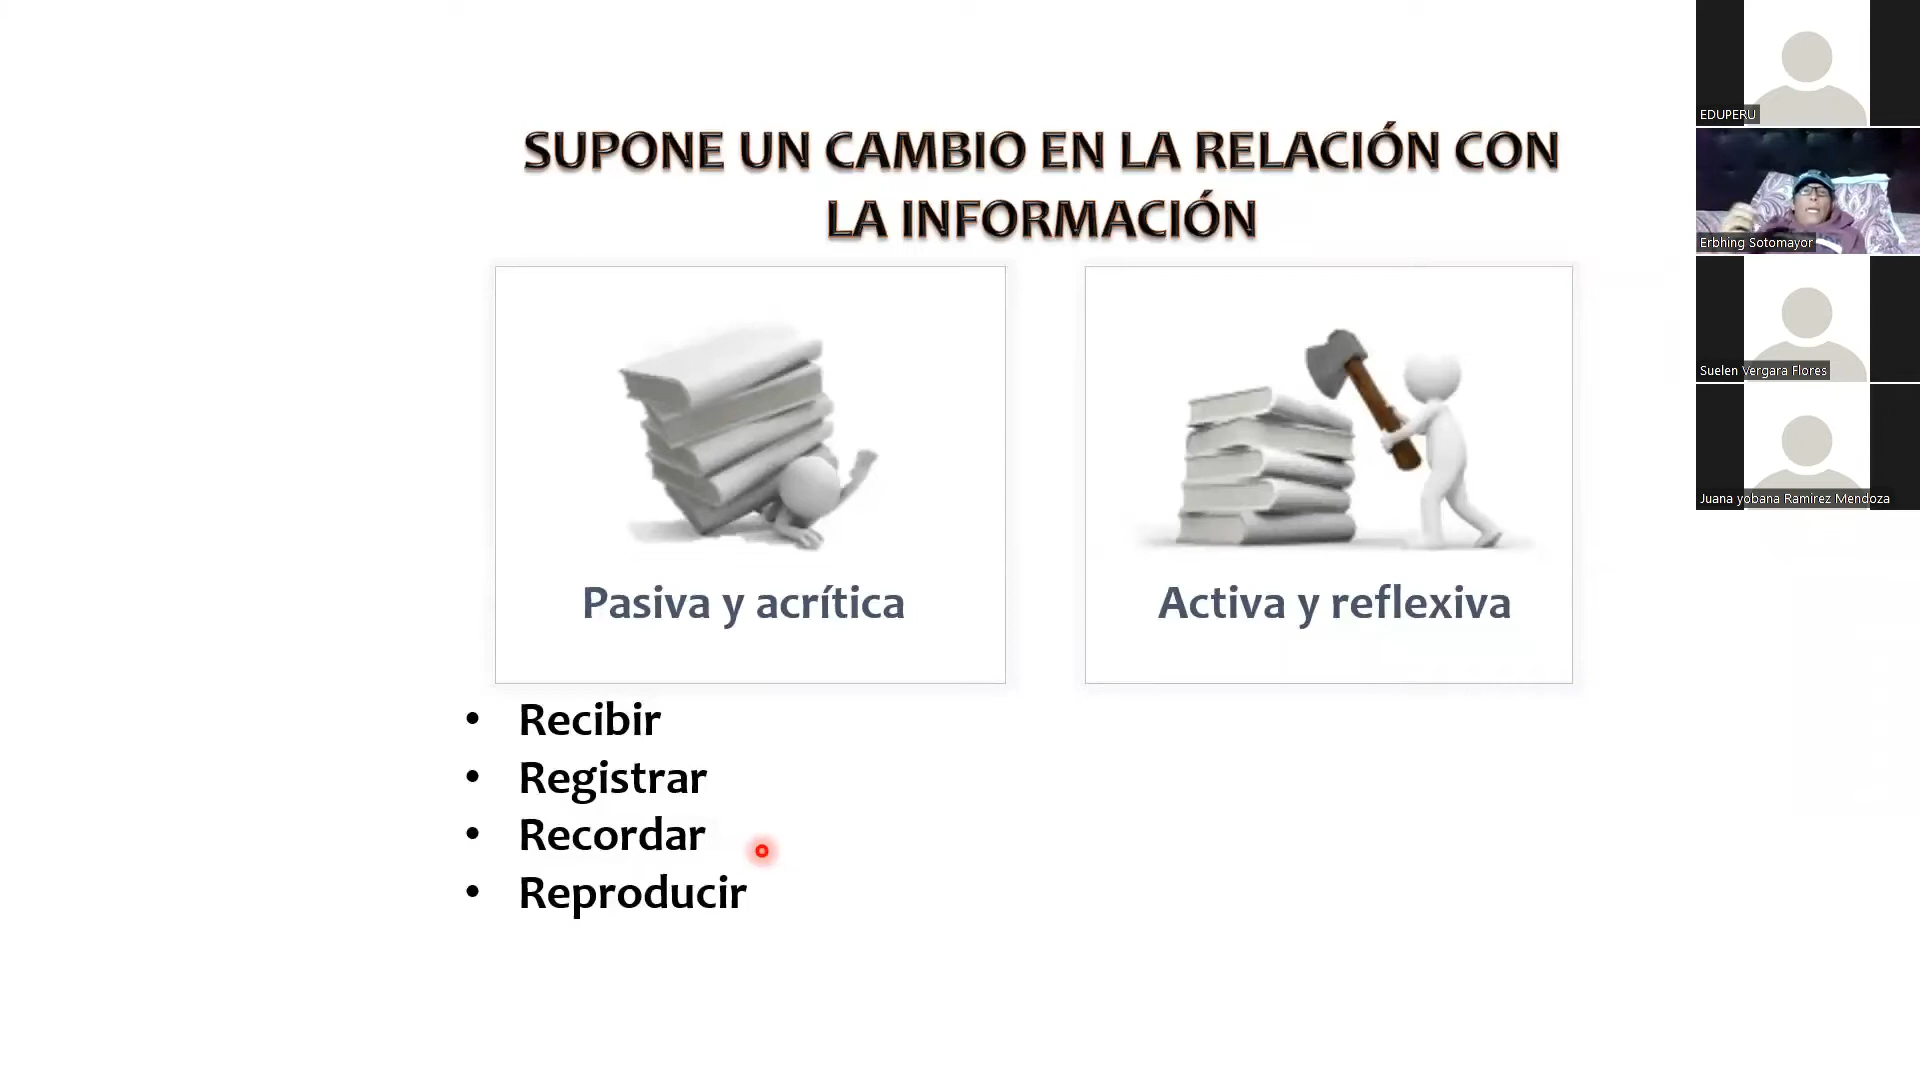 SUPONE UN CAMBIO EN LA RELACIÓN CON
LA INFORMACIÓN
Pasiva y acrítica
Activa y reflexiva
• Recibir
• Registrar
• Recordar
• Reproducir
EDUPERU
Erbhing Sotomayor
Suelen Vergara Flores
Juana yobana Ramirez Mendoza